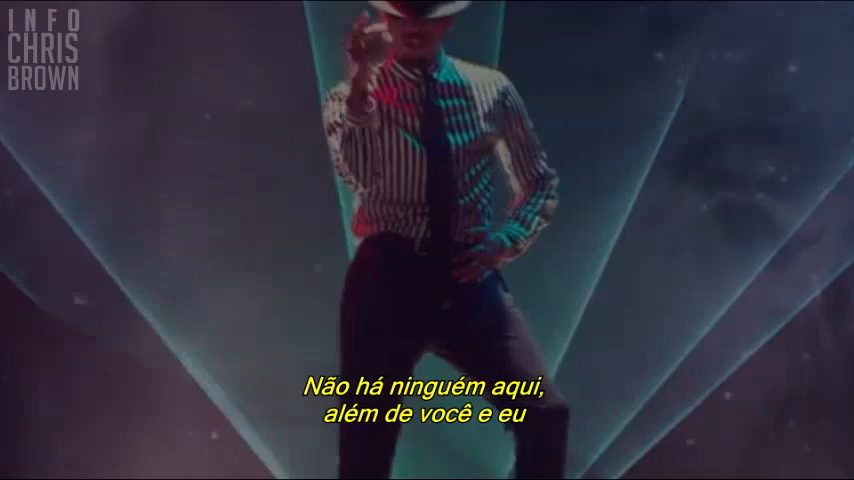 INFO
CHRIS
BROWN
Não há ninguém aqui,
além de você e eu